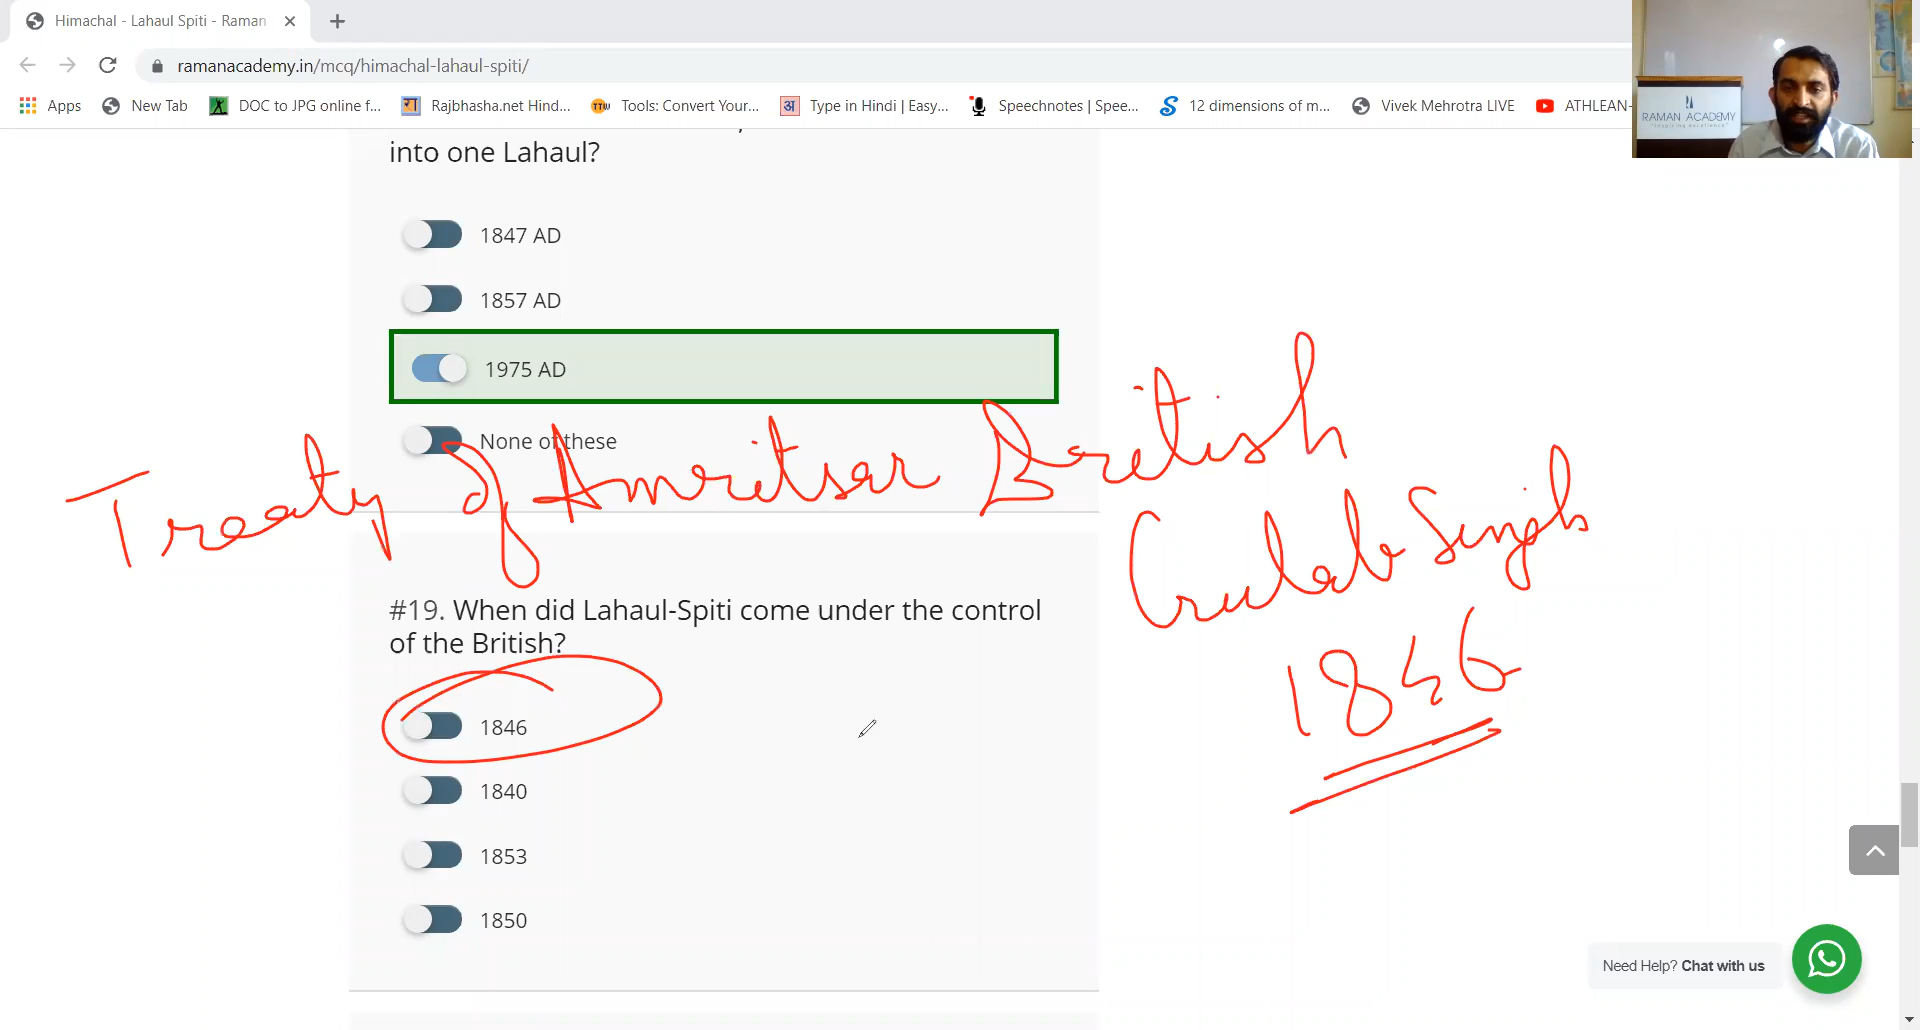 Himachal - Lahaul Spiti - Raman
ramanacademy.in/mcq/himachal-lahaul-spiti/
Apps New Tab DOC to JPG online f... Rajbhasha.net Hind... Tools: Convert Your... Type in Hindi | Easy... Speechnotes | Spee... 12 dimensions of m... Vivek Mehrotra LIVE ATHLEAN-
RAMAN ACADEMY
"Inspiring excellence"
into one Lahaul?
1847 AD
1857 AD
1975 AD
None of these
Treaty of Amritsar British
Gulab Singh
1846
#19. When did Lahaul-Spiti come under the control
of the British?
1846
1840
1853
1850
Need Help? Chat with us